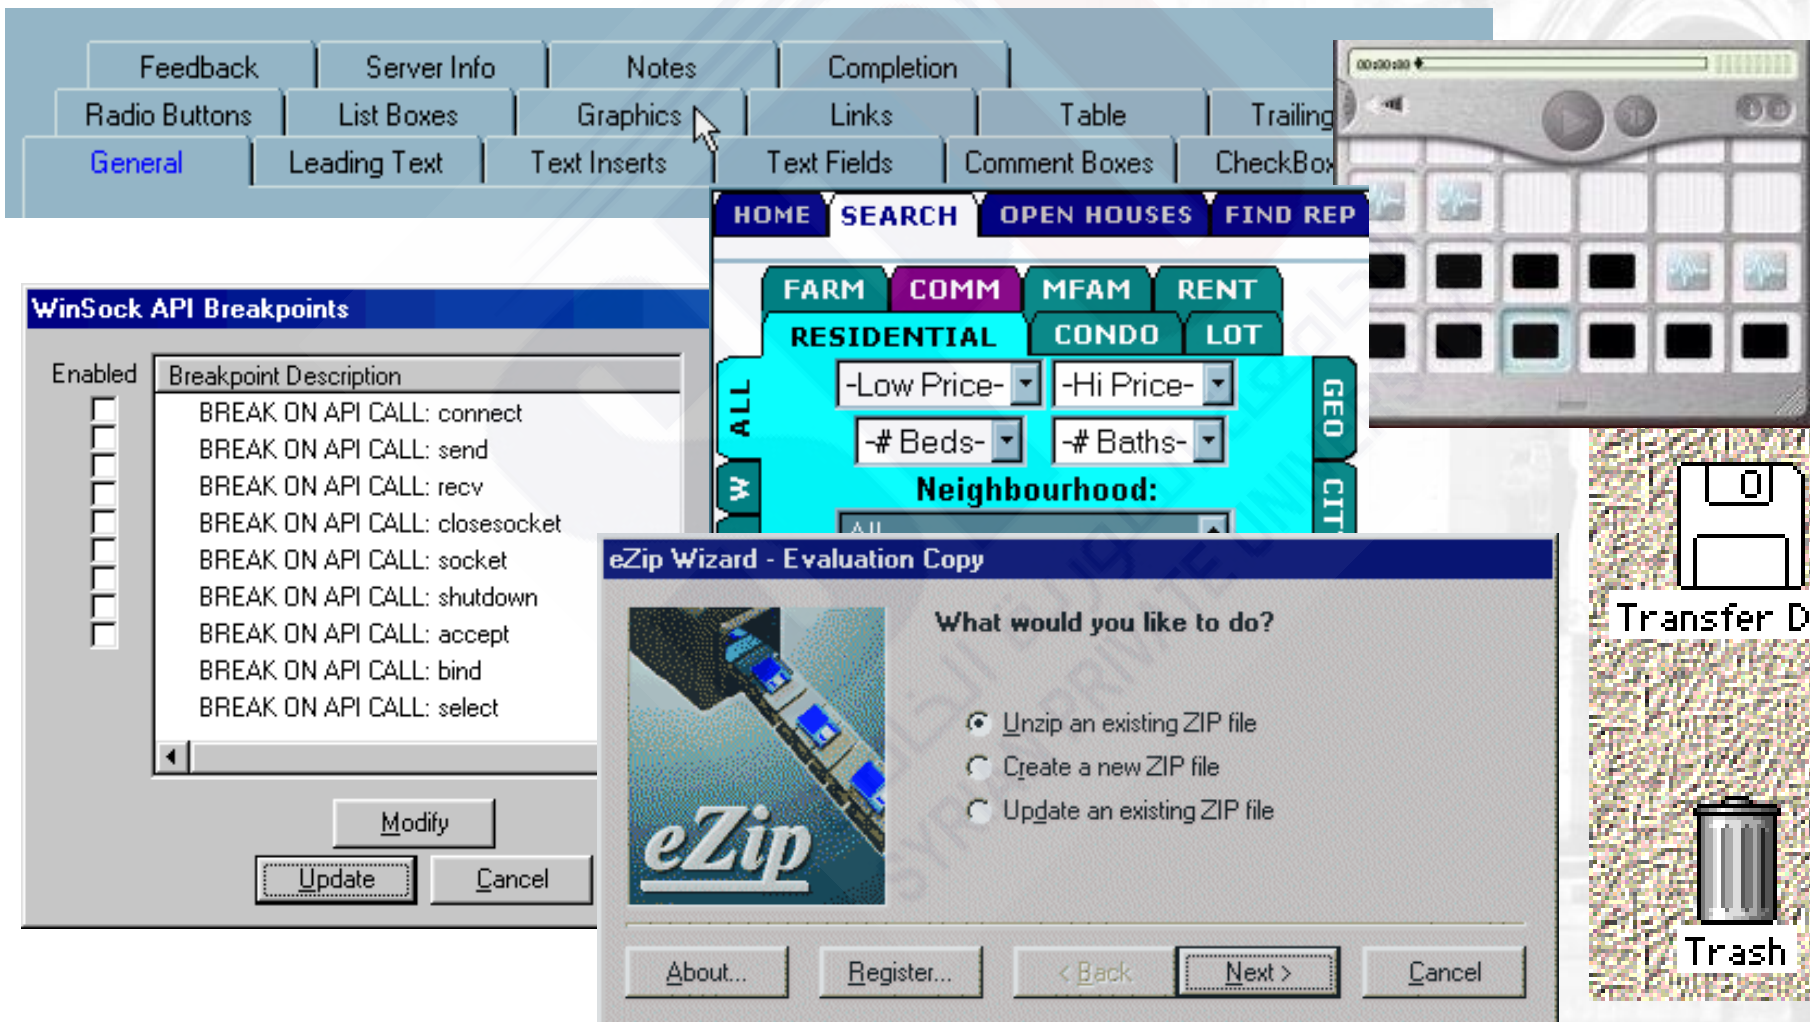 Feedback Server Info Notes Completion
Radio Buttons List Boxes Graphics Links Table Trailing
General Leading Text Text Inserts Text Fields Comment Boxes
00:00:00
HOME SEARCH OPEN HOUSES FIND REP
FARM COMM MFAM RENT
RESIDENTIAL CONDO LOT
ALL
W
-Low Price- -Hi Price-
-# Beds- -# Baths-
Neighbourhood:
All
GEO
WinSock API Breakpoints
Enabled Breakpoint Description
BREAK ON API CALL: connect
BREAK ON API CALL: send
BREAK ON API CALL: recv
BREAK ON API CALL: closesocket
BREAK ON API CALL: socket
BREAK ON API CALL: shutdown
BREAK ON API CALL: accept
BREAK ON API CALL: bind
BREAK ON API CALL: select
Modify
Update Cancel
eZip Wizard - Evaluation Copy
What would you like to do?
Unzip an existing ZIP file
Create a new ZIP file
Update an existing ZIP file
eZip
About... Register... < Back Next > Cancel
Transfer D
Trash
SYRIAN PRIVATE